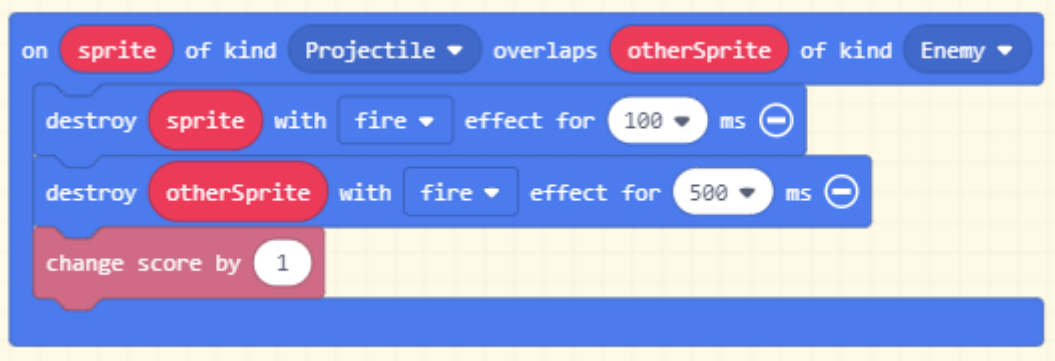 on sprite of kind Projectile overlaps otherSprite of kind Enemy
destroy sprite with fire effect for 100 ms
destroy otherSprite with fire effect for 500 ms
change score by 1